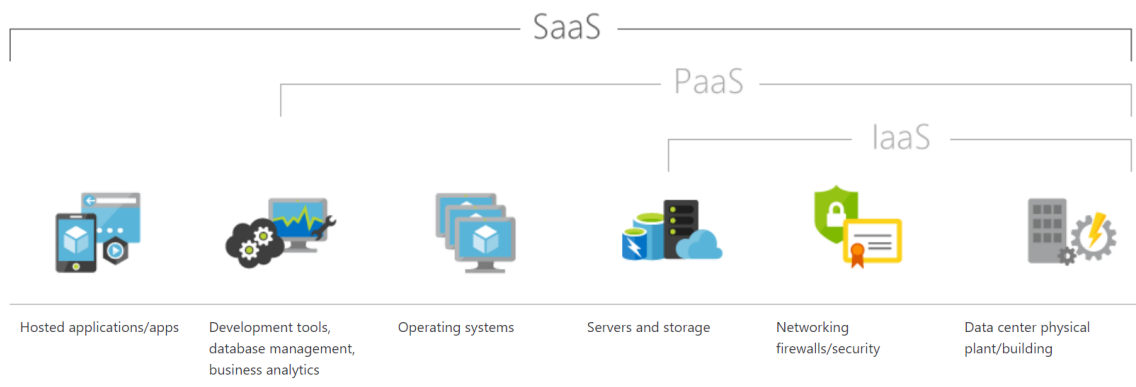 SaaS
PaaS
IaaS
Hosted applications/apps
Development tools,
database management,
business analytics
Operating systems
Servers and storage
Networking
firewalls/security
Data center physical
plant/building